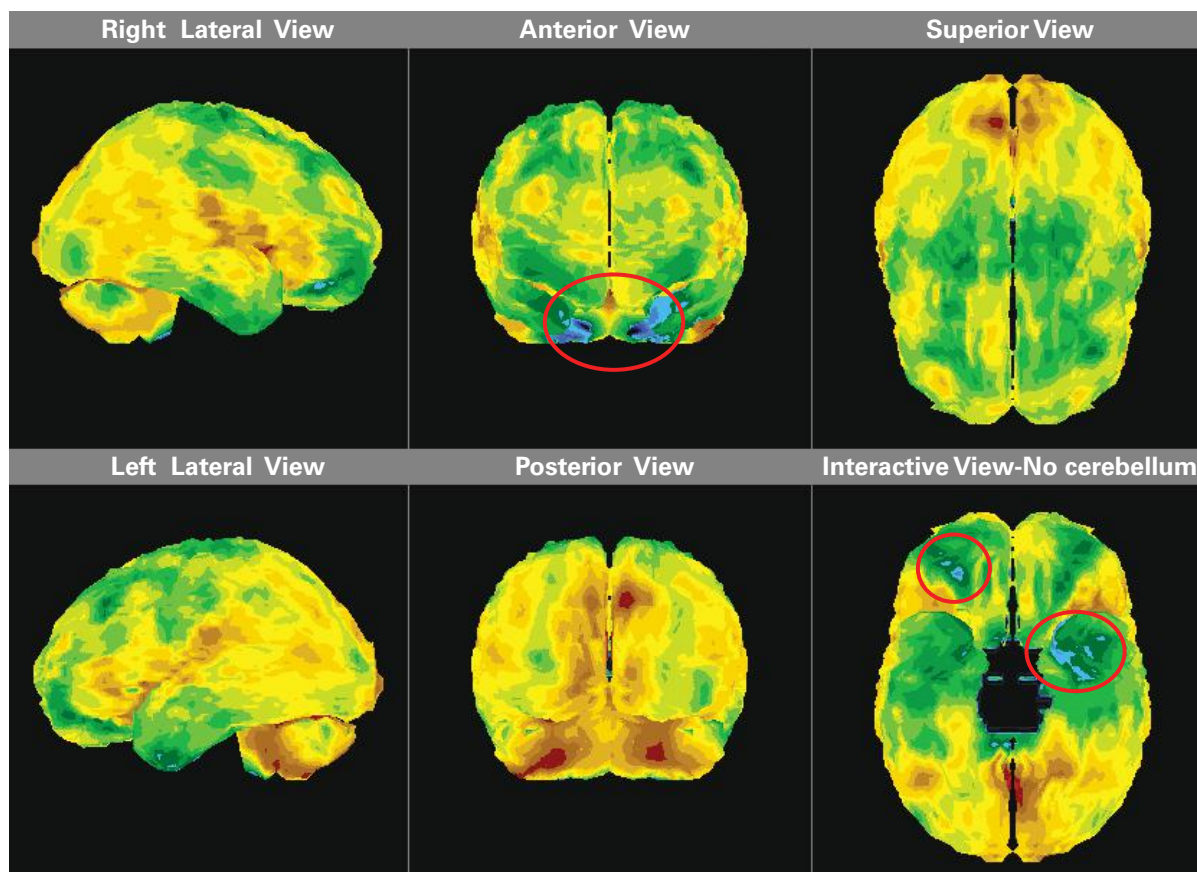 Right Lateral View
Anterior View
Superior View
Left Lateral View
Posterior View
Interactive View-No cerebellum